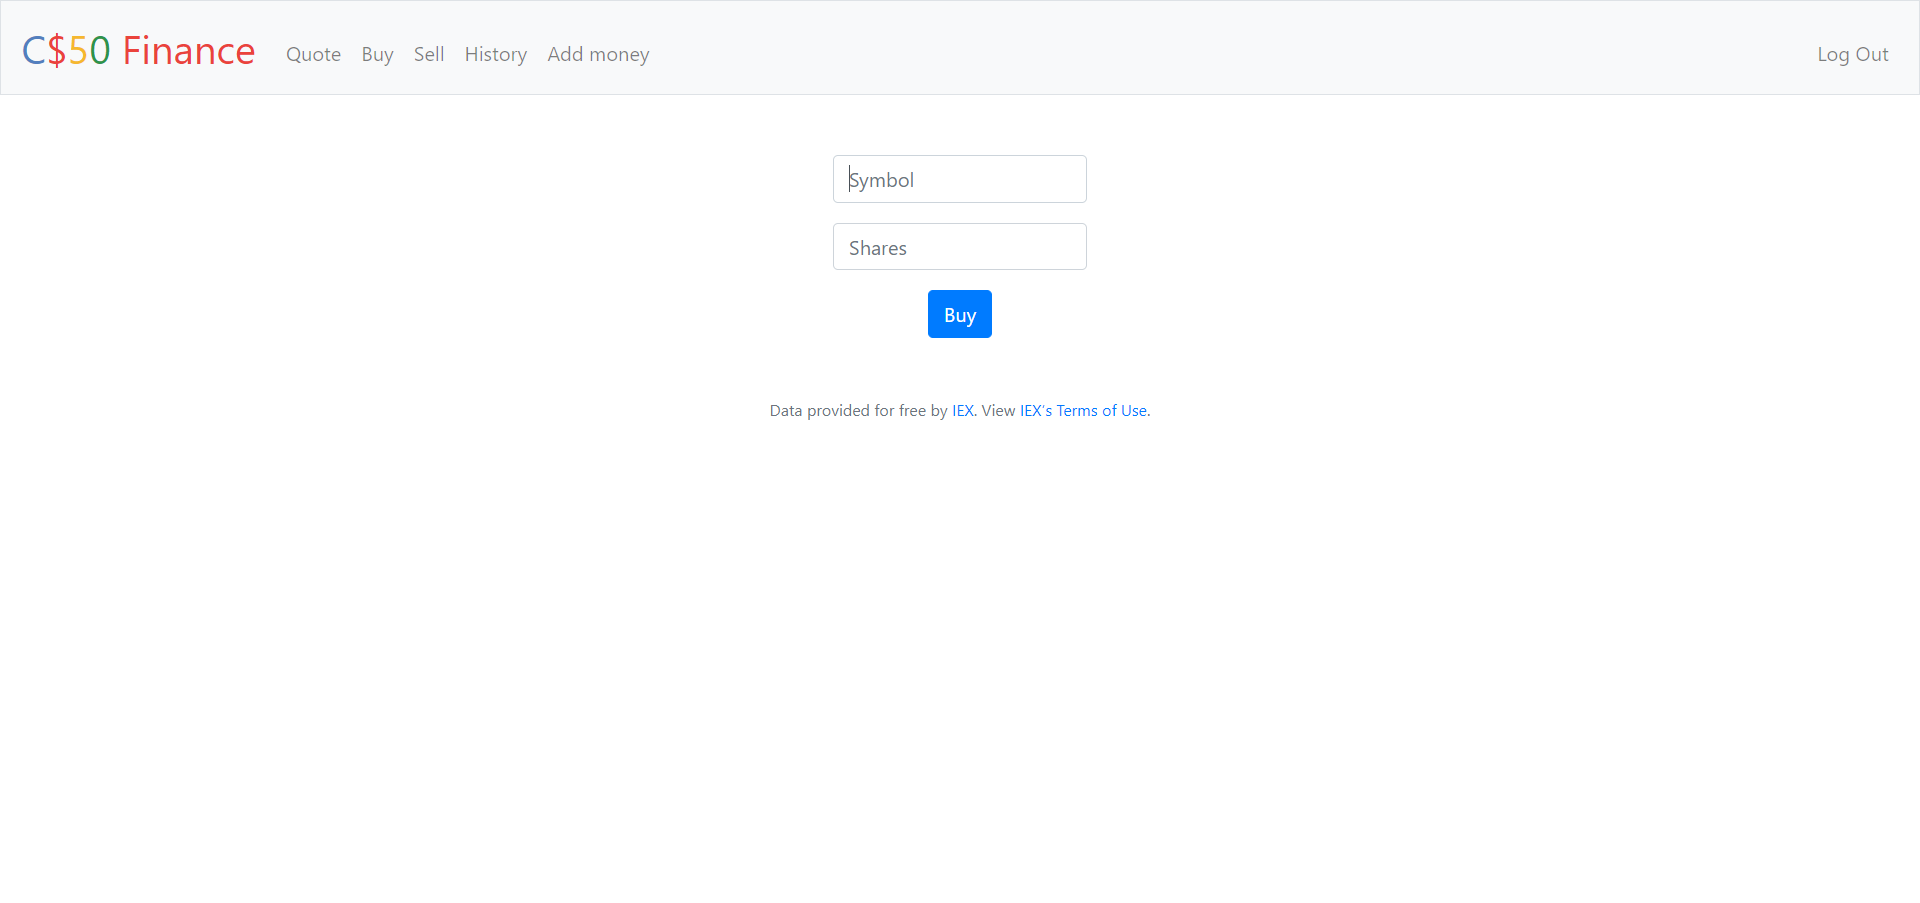 C$50 Finance Quote Buy Sell History Add money Log Out
Symbol
Shares
Buy
Data provided for free by IEX. View IEX's Terms of Use.